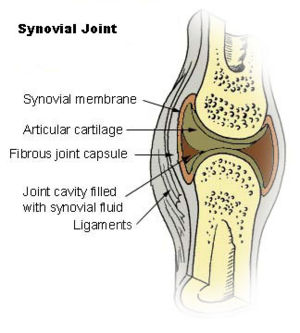 Synovial Joint
Synovial membrane
Articular cartilage
Fibrous joint capsule
Joint cavity filled
with synovial fluid
Ligaments